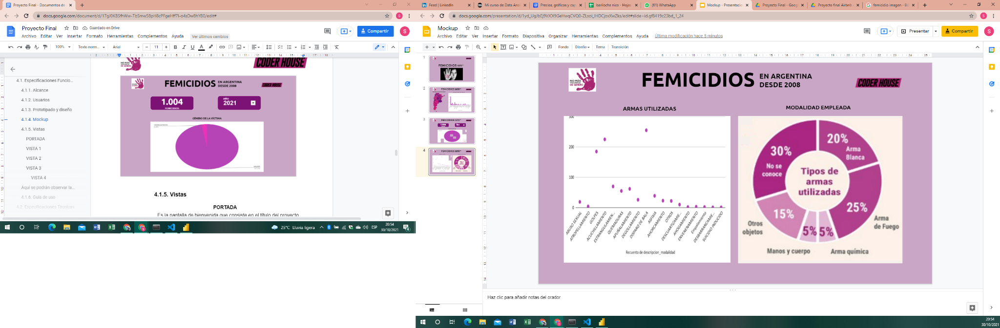 Proyecto Final - Documentos de
docs.google.com/document/d/17gJ0KBSfhWw-TbSmwS8pH8cPFgeHff7l-o4sDw8hYB0/edit#
Proyecto Final
Guardado en Drive
Archivo Editar Ver Insertar Formato Herramientas Complementos Ayuda
Ver últimos cambios
Compartir
S
100% Texto norm... Arial 11
4.1. Especificaciones Funcio...
4.1.1. Alcance
4.1.2. Usuarios
4.1.3. Prototipado y diseño
4.1.4. Mockup
4.1.5. Vistas
PORTADA
VISTA 1
VISTA 2
VISTA 3
VISTA 4
Aquí se podrán observar la...
4.1.6. Guía de uso
4.2. Especificaciones Técnicas
NO MÁS
VIOLENCIA
DE GÉNERO
CODER HOUSE
FEMICIDIOS EN ARGENTINA
DESDE 2008
CODER HOUSE
1.004
FEMICIDIOS
AÑO
2021
GÉNERO DE LA VÍCTIMA
4.1.5. Vistas
PORTADA
Es la pantalla de bienvenida que consiste en el título del proyecto
25°C Lluvia ligera
ESP
20:54
30/10/2021
Feed | LinkedIn
Mi curso de Data Ana
Precios, gráficos y cap
bariloche nico - Hojas
(61) WhatsApp
Mockup - Presentacio
Proyecto Final - Goog
Proyecto final Airbnb
femicidio imagen - Bú
docs.google.com/presentation/d/1yd_UgJbEj9VJOI9GeHwqCVQ0-ZLsoi_IHDCjoxXwZks/edit#slide=id.gf8419c23bd_1_24
Mockup
Archivo Editar Ver Insertar Formato Diapositiva Organizar Herramientas Complementos Ayuda
Última modificación hace 5 minutos
Presentar
Compartir
S
Fondo Diseño Tema Transición
1
2
3
4
NO MÁS
VIOLENCIA
DE GÉNERO
FEMICIDIOS EN ARGENTINA
DESDE 2008
CODER HOUSE
ARMAS UTILIZADAS
300
200
100
0
ABUSO SEXUAL
ATROPELLAMIENTO
GOLPES
ACUCHILLAMIENTO
ESTRANGULAMIEN...
QUEMADURAS
APUÑALAMIENTO
DEGOLLAMIENTO
DISPARO DE BALA
ASFIXIA
AHORCAMIENTO
OTROS
DESCUARTIZAMIE...
AHOGAMIENTO
ENVENENAMIENTO
Empalamiento
DESBARRANCAMIE...
SUICIDIO INDUCIDO
Recuento de descripcion_modalidad
MODALIDAD EMPLEADA
Tipos de
armas
utilizadas
20%
Arma
Blanca
25%
Arma
de Fuego
5%
Arma química
5%
Manos y cuerpo
15%
Otros
objetos
30%
No se
conoce
Haz clic para añadir notas del orador
20:54
30/10/2021